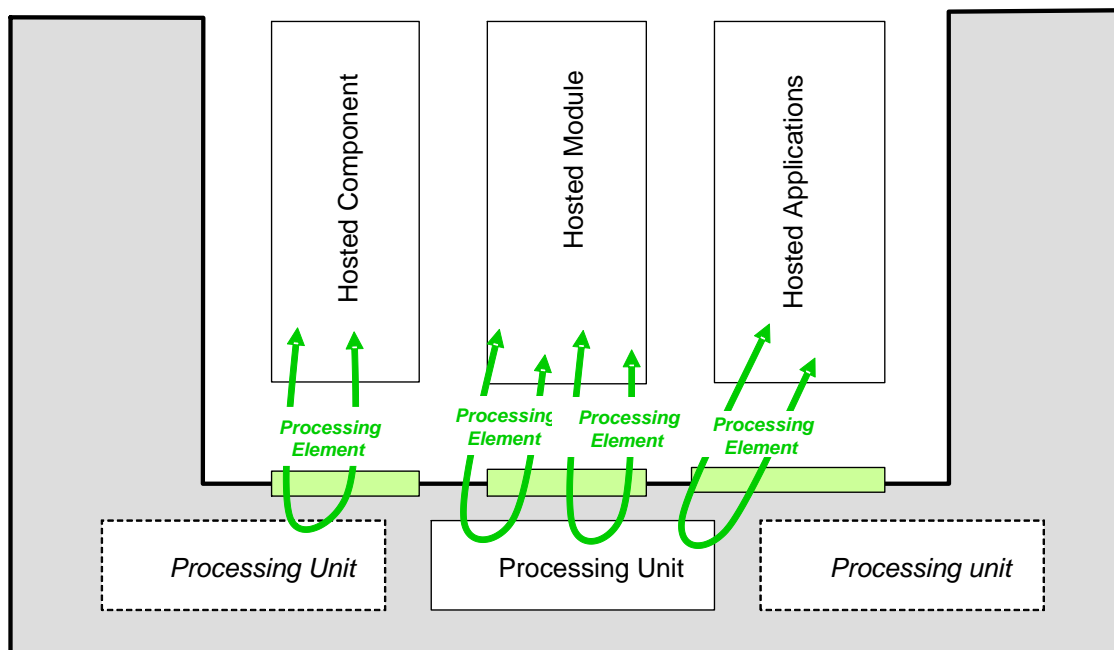 Hosted Component
Hosted Module
Hosted Applications
Processing
Element
Processing
Element
Processing
Element
Processing
Element
Processing Unit
Processing Unit
Processing unit